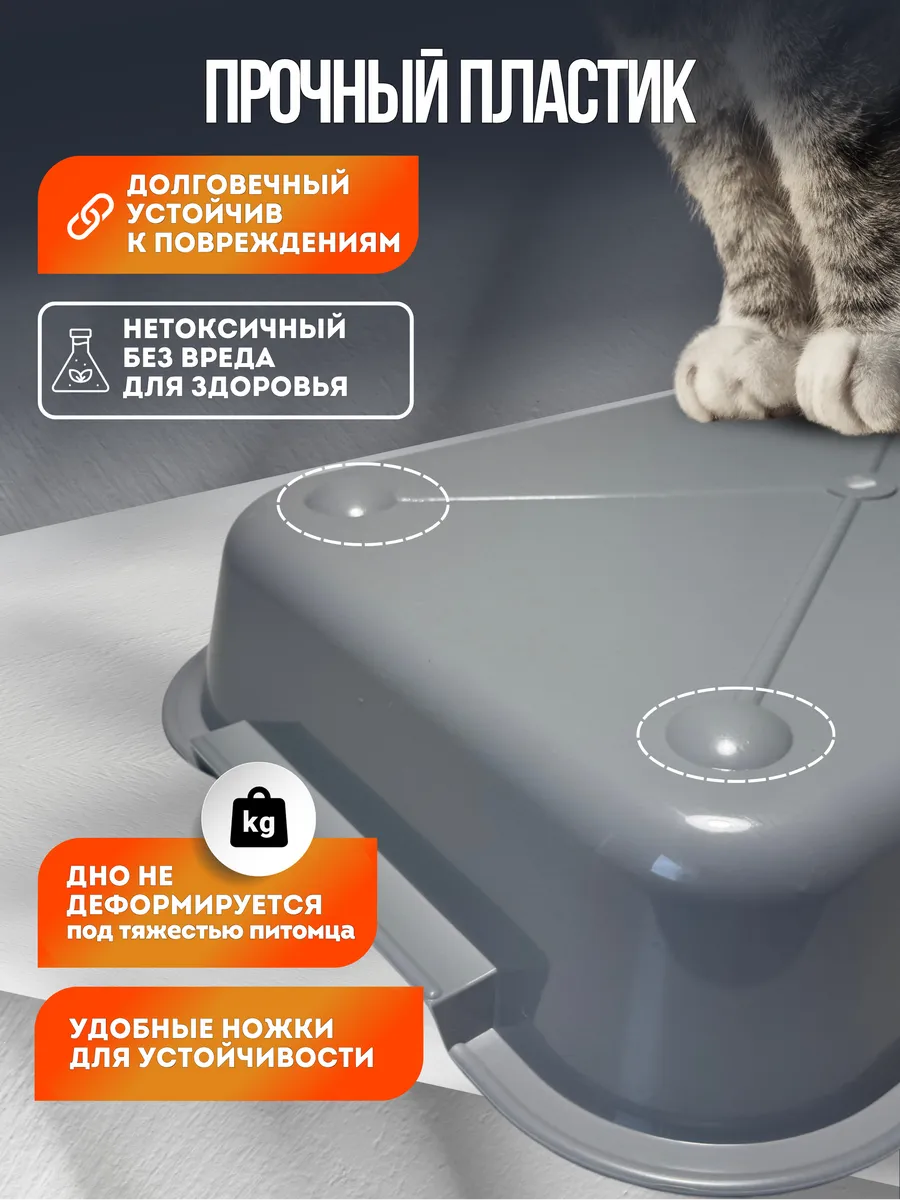 ПРОЧНЫЙ ПЛАСТИК
ДОЛГОВЕЧНЫЙ
УСТОЙЧИВ
К ПОВРЕЖДЕНИЯМ
НЕТОКСИЧНЫЙ
БЕЗ ВРЕДА
ДЛЯ ЗДОРОВЬЯ
kg
ДНО НЕ
ДЕФОРМИРУЕТСЯ
под тяжестью питомца
УДОБНЫЕ НОЖКИ
ДЛЯ УСТОЙЧИВОСТИ